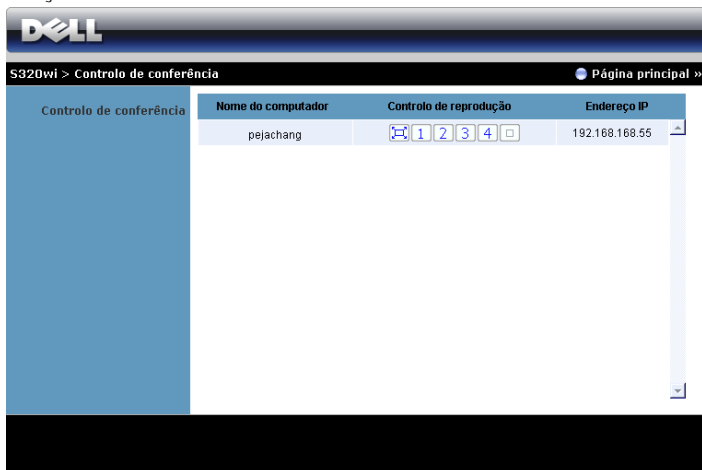 DELL
S320wi > Controlo de conferência
Página principal »
Controlo de conferência
Nome do computador Controlo de reprodução Endereço IP
pejachang 1 2 3 4 192.168.168.55